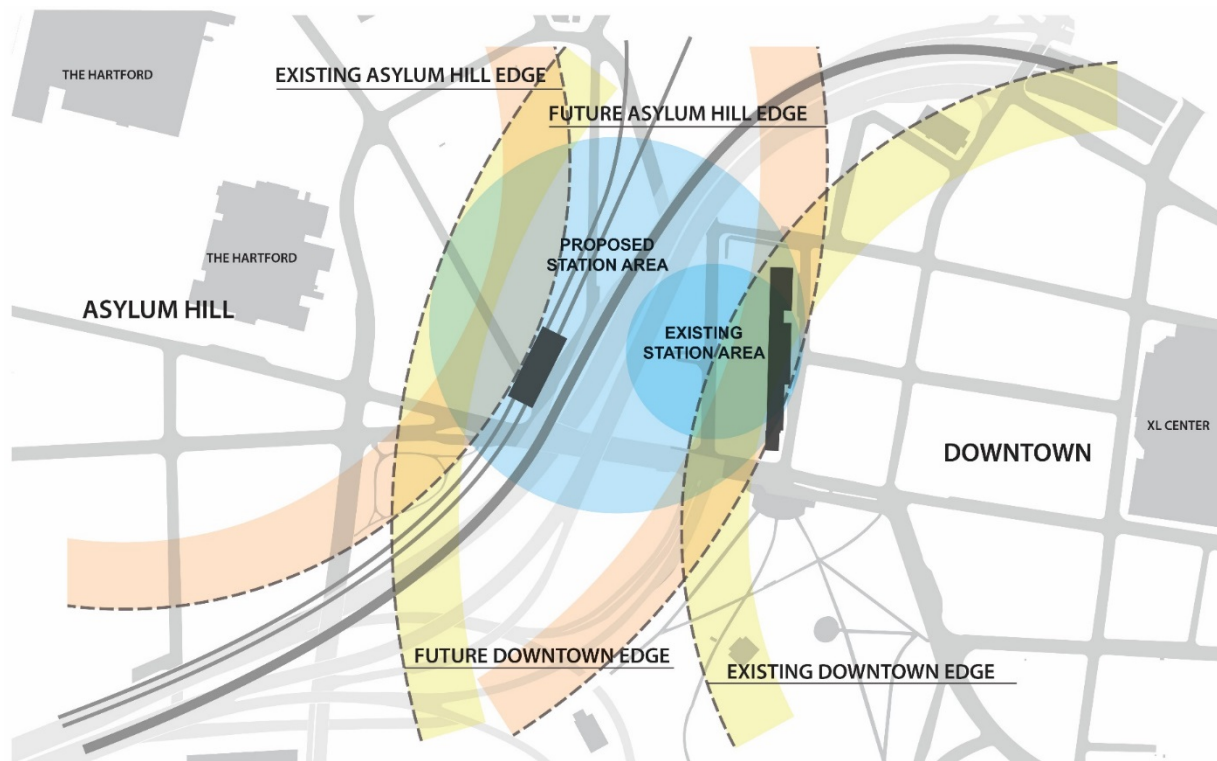 THE HARTFORD
EXISTING ASYLUM HILL EDGE
FUTURE ASYLUM HILL EDGE
PROPOSED
STATION AREA
THE HARTFORD
ASYLUM HILL
EXISTING
STATION AREA
XL CENTER
DOWNTOWN
FUTURE DOWNTOWN EDGE
EXISTING DOWNTOWN EDGE